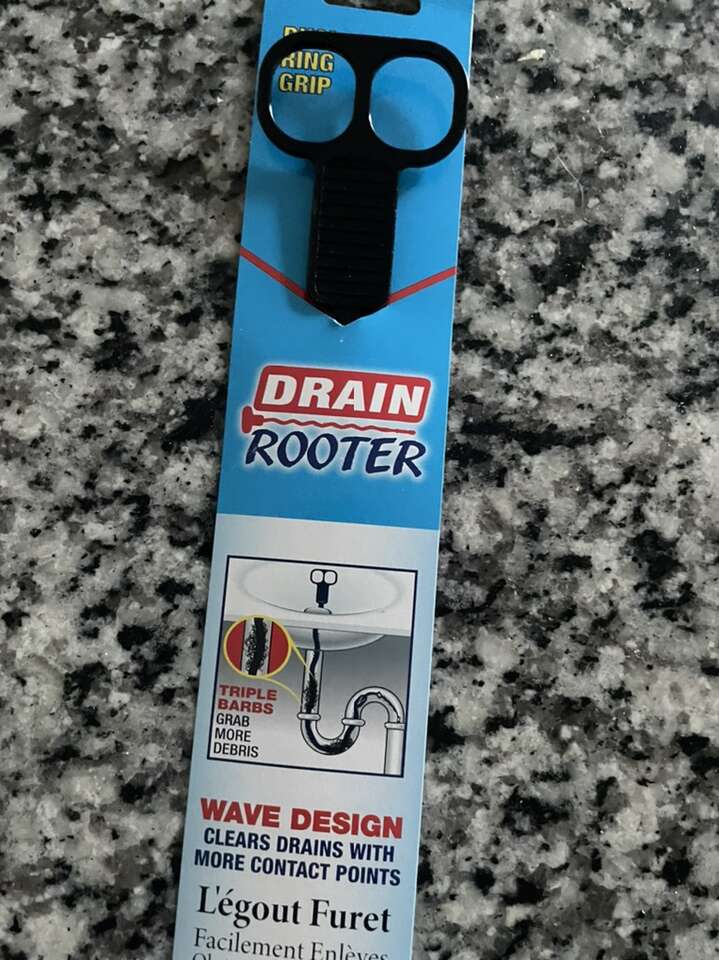 RING
GRIP
DRAIN
ROOTER
TRIPLE
BARBS
GRAB
MORE
DEBRIS
WAVE DESIGN
CLEARS DRAINS WITH
MORE CONTACT POINTS
L'égout Furet
Facilement Enlèves